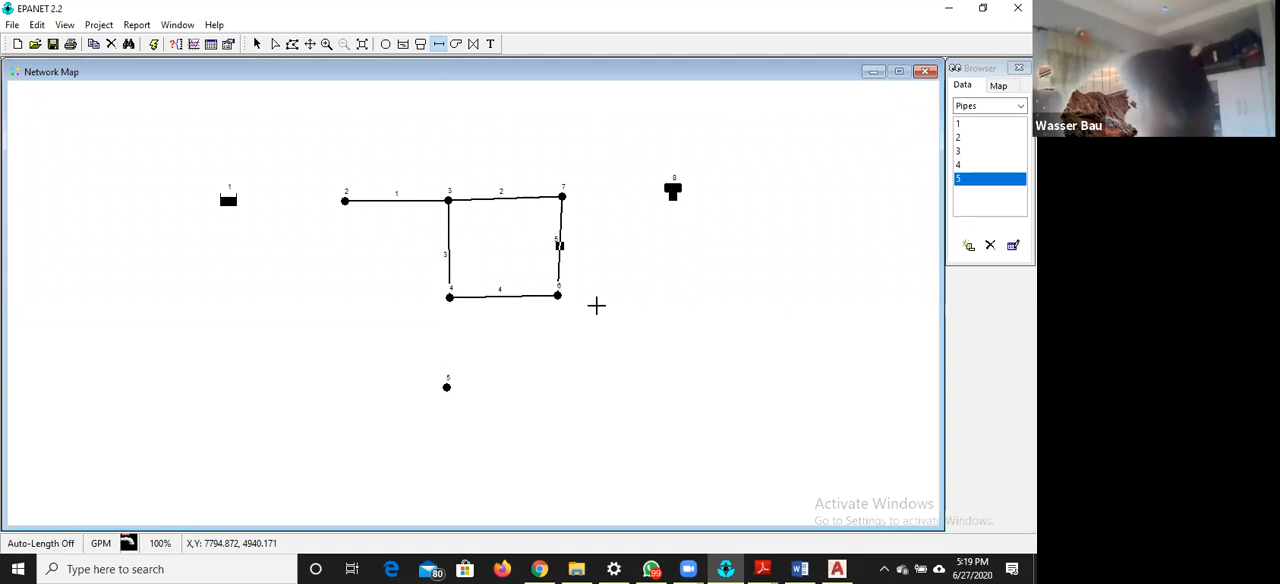 EPANET 2.2
File Edit View Project Report Window Help
Network Map
Browser
Data Map
Pipes
1
2
3
4
5
Wasser Bau
1
2
1
3
2
7
8
3
5
4
4
6
5
Activate Windows
Go to Settings to activate Windows.
Auto-Length Off GPM 100% X,Y: 7794.872, 4940.171
Type here to search
80
99
5:19 PM
6/27/2020